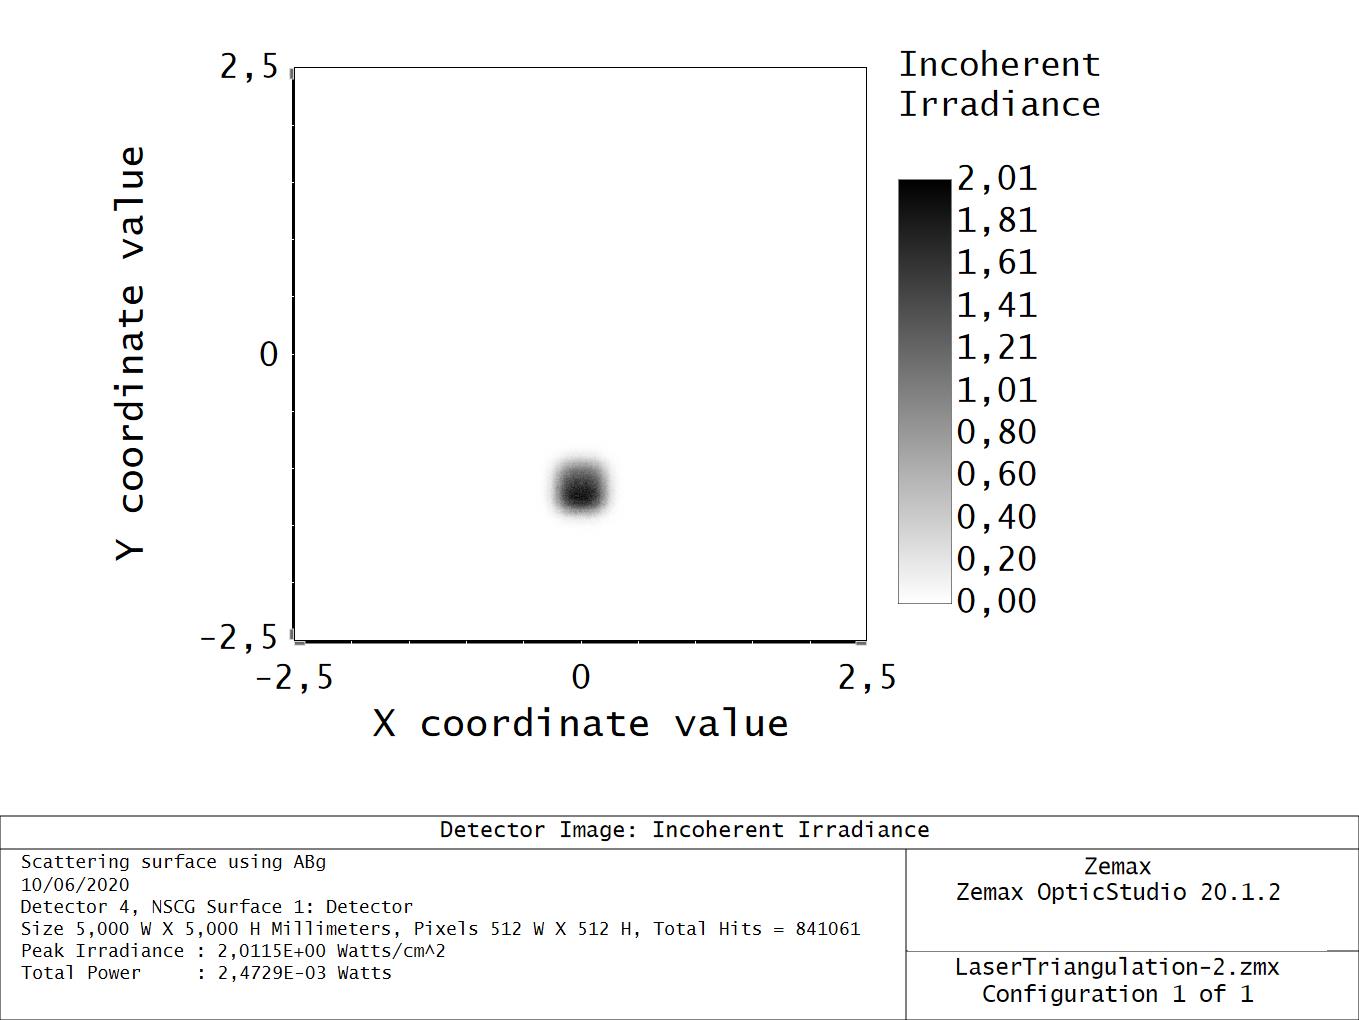 2,5
0
-2,5
Y coordinate value
-2,5 0 2,5
X coordinate value
Incoherent
Irradiance
2,01
1,81
1,61
1,41
1,21
1,01
0,80
0,60
0,40
0,20
0,00
Detector Image: Incoherent Irradiance
Scattering surface using ABg
10/06/2020
Detector 4, NSCG Surface 1: Detector
Size 5,000 W X 5,000 H Millimeters, Pixels 512 W X 512 H, Total Hits = 841061
Peak Irradiance : 2,0115E+00 Watts/cm^2
Total Power : 2,4729E-03 Watts
Zemax
Zemax OpticStudio 20.1.2
LaserTriangulation-2.zmx
Configuration 1 of 1